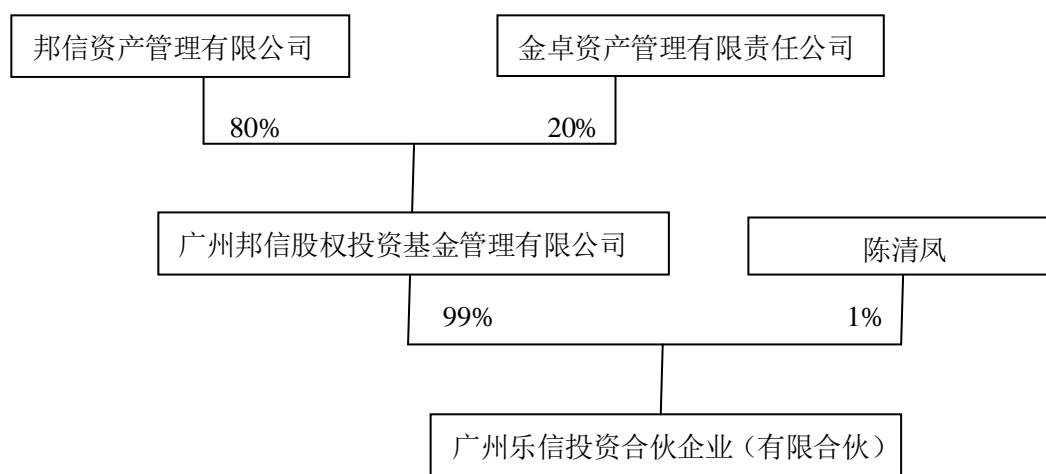 邦信资产管理有限公司
金卓资产管理有限责任公司
80%
20%
广州邦信股权投资基金管理有限公司
陈清凤
99%
1%
广州乐信投资合伙企业（有限合伙）